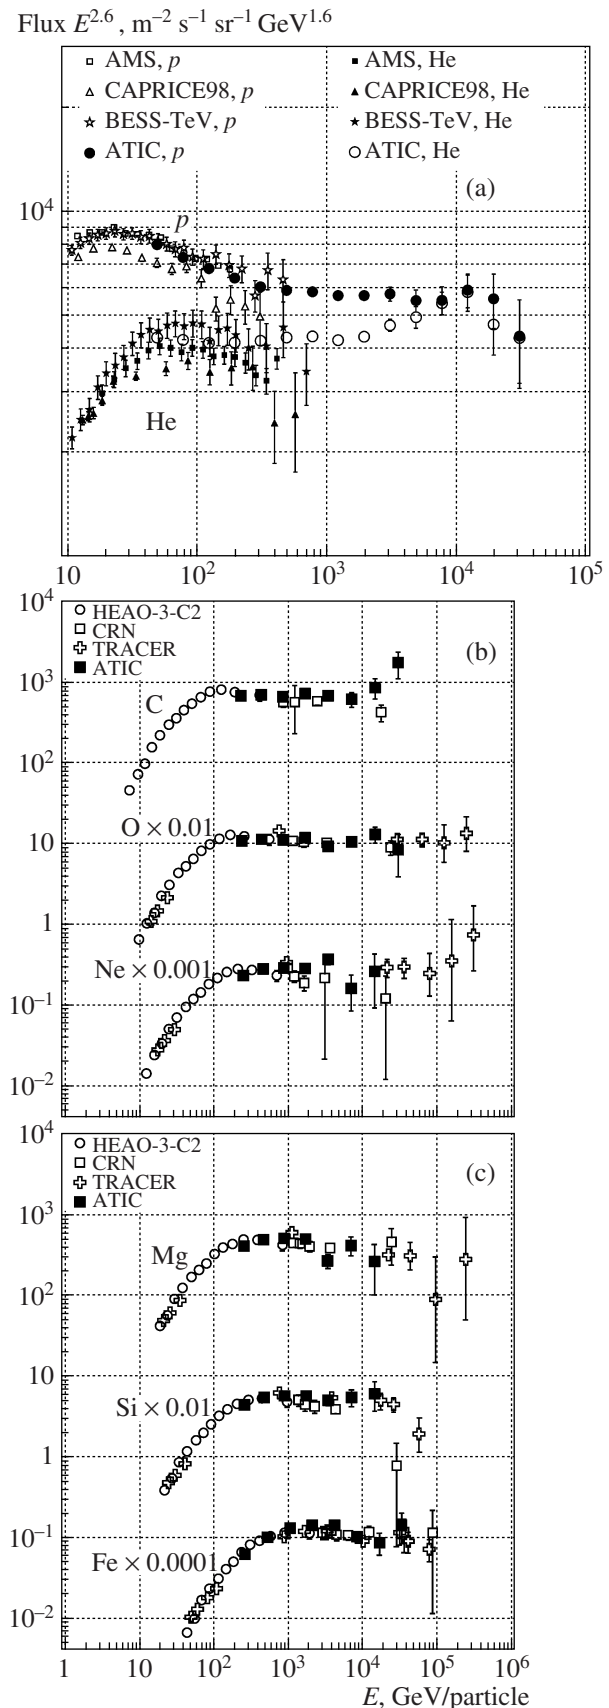 Flux E^2.6 , m^−2 s^−1 sr^−1 GeV^1.6
AMS, p
CAPRICE98, p
BESS-TeV, p
ATIC, p
AMS, He
CAPRICE98, He
BESS-TeV, He
ATIC, He
(a)
10^4
p
He
10 10^2 10^3 10^4 10^5
10^4
HEAO-3-C2
CRN
TRACER
ATIC
(b)
10^3
C
10^2
O × 0.01
10
1
Ne × 0.001
10^−1
10^−2
10^4
HEAO-3-C2
CRN
TRACER
ATIC
(c)
10^3
Mg
10^2
10
Si × 0.01
1
10^−1
Fe × 0.0001
10^−2
1 10 10^2 10^3 10^4 10^5 10^6
E, GeV/particle